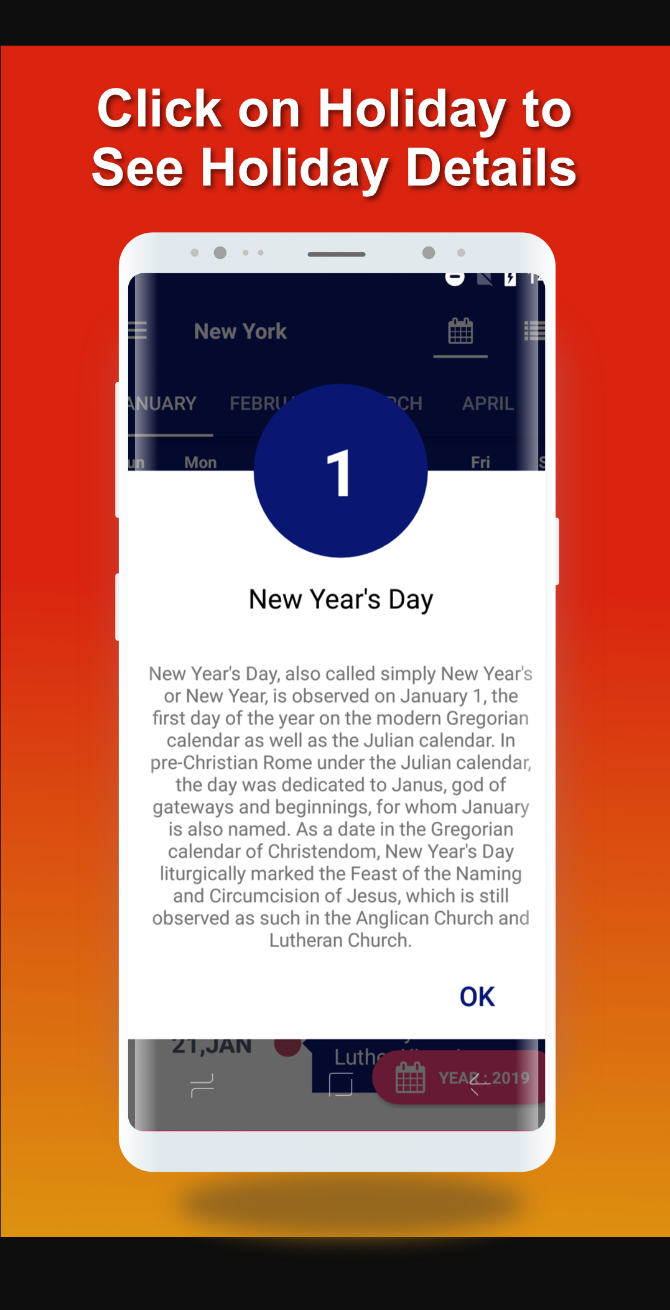 Click on Holiday to
See Holiday Details
New York
ANUARY FEBRU RCH APRIL
un Mon Fri S
1
New Year's Day
New Year's Day, also called simply New Year's
or New Year, is observed on January 1, the
first day of the year on the modern Gregorian
calendar as well as the Julian calendar. In
pre-Christian Rome under the Julian calendar,
the day was dedicated to Janus, god of
gateways and beginnings, for whom January
is also named. As a date in the Gregorian
calendar of Christendom, New Year's Day
liturgically marked the Feast of the Naming
and Circumcision of Jesus, which is still
observed as such in the Anglican Church and
Lutheran Church.
OK
21,JAN
Luthe
YEAR : 2019